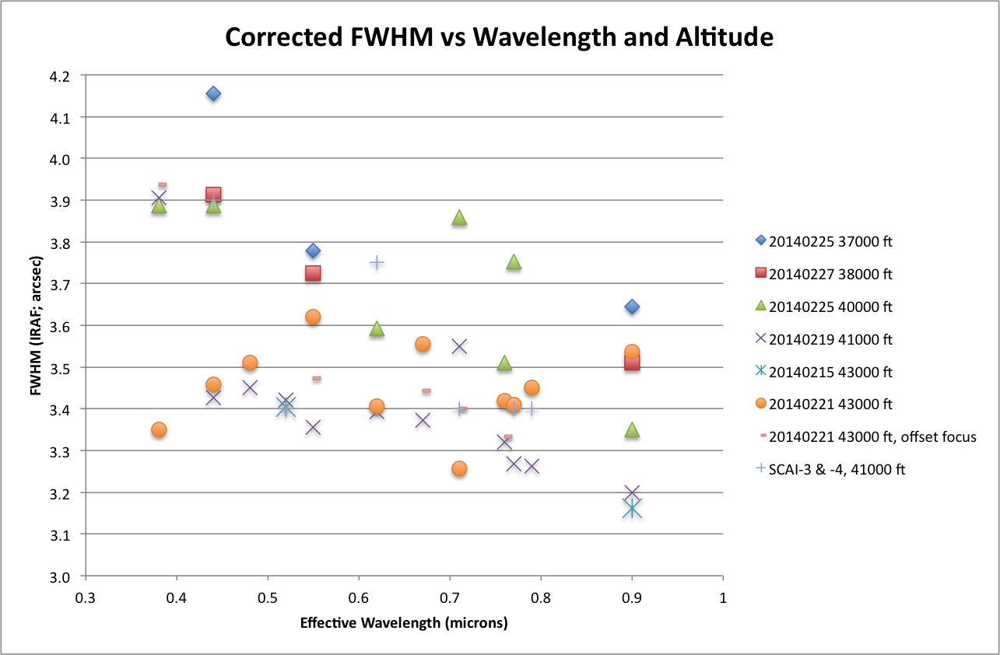 Corrected FWHM vs Wavelength and Altitude
4.2
4.1
4.0
3.9
3.8
3.7
3.6
3.5
3.4
3.3
3.2
3.1
3.0
FWHM (IRAF; arcsec)
0.3 0.4 0.5 0.6 0.7 0.8 0.9 1
Effective Wavelength (microns)
20140225 37000 ft
20140227 38000 ft
20140225 40000 ft
20140219 41000 ft
20140215 43000 ft
20140221 43000 ft
20140221 43000 ft, offset focus
SCAI-3 & -4, 41000 ft